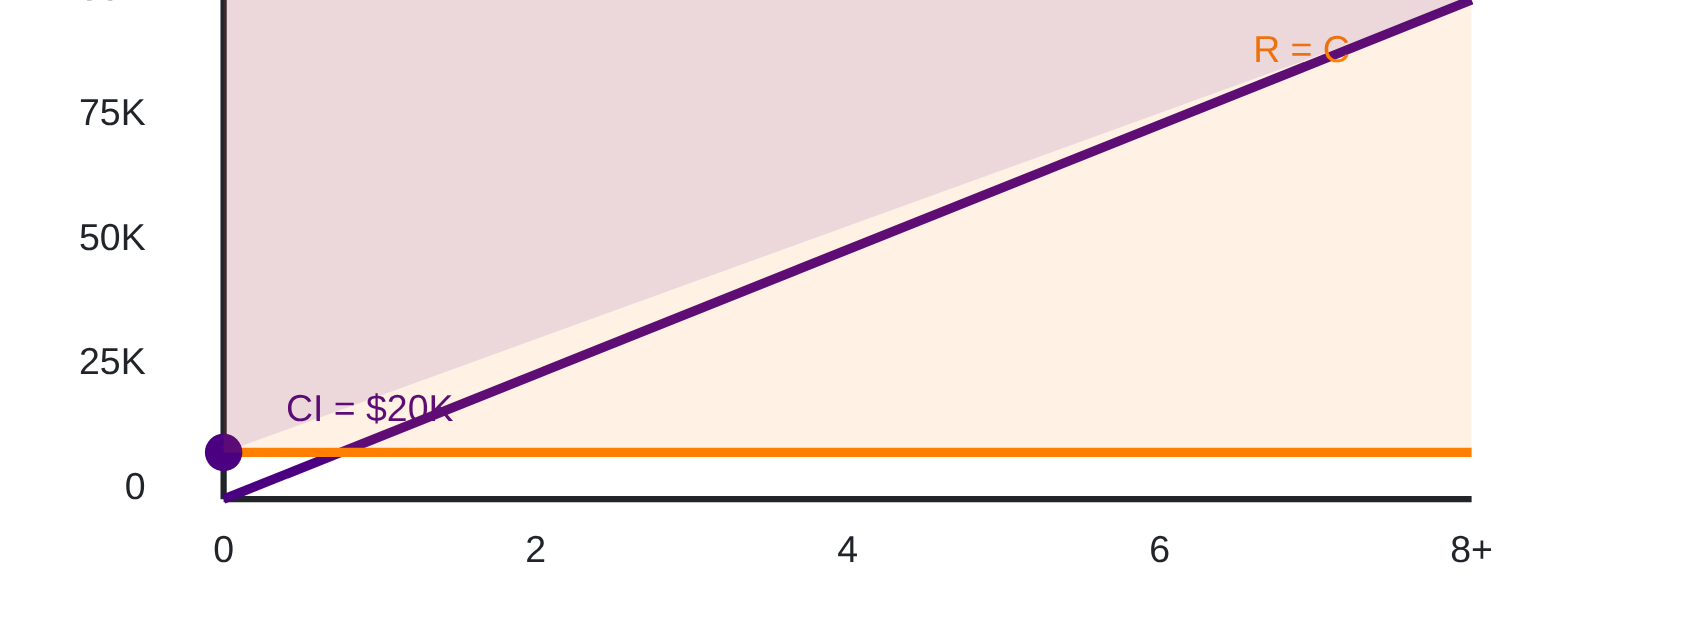 R = C
75K
50K
25K
CI = $20K
0
0 2 4 6 8+